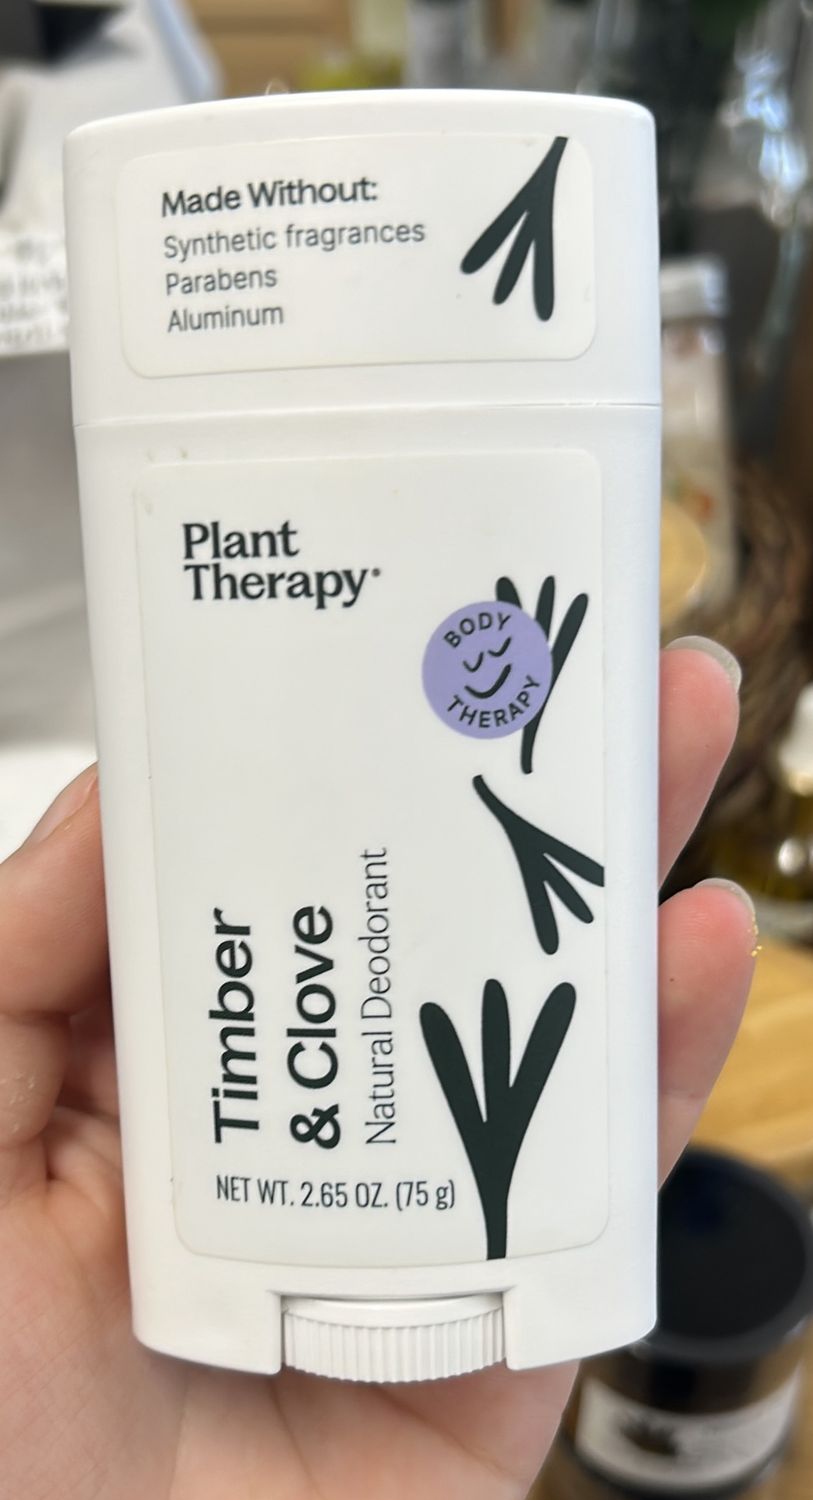 Made Without:
Synthetic fragrances
Parabens
Aluminum
Plant
Therapy
BODY
THERAPY
Timber
& Clove
Natural Deodorant
NET WT. 2.65 OZ. (75 g)